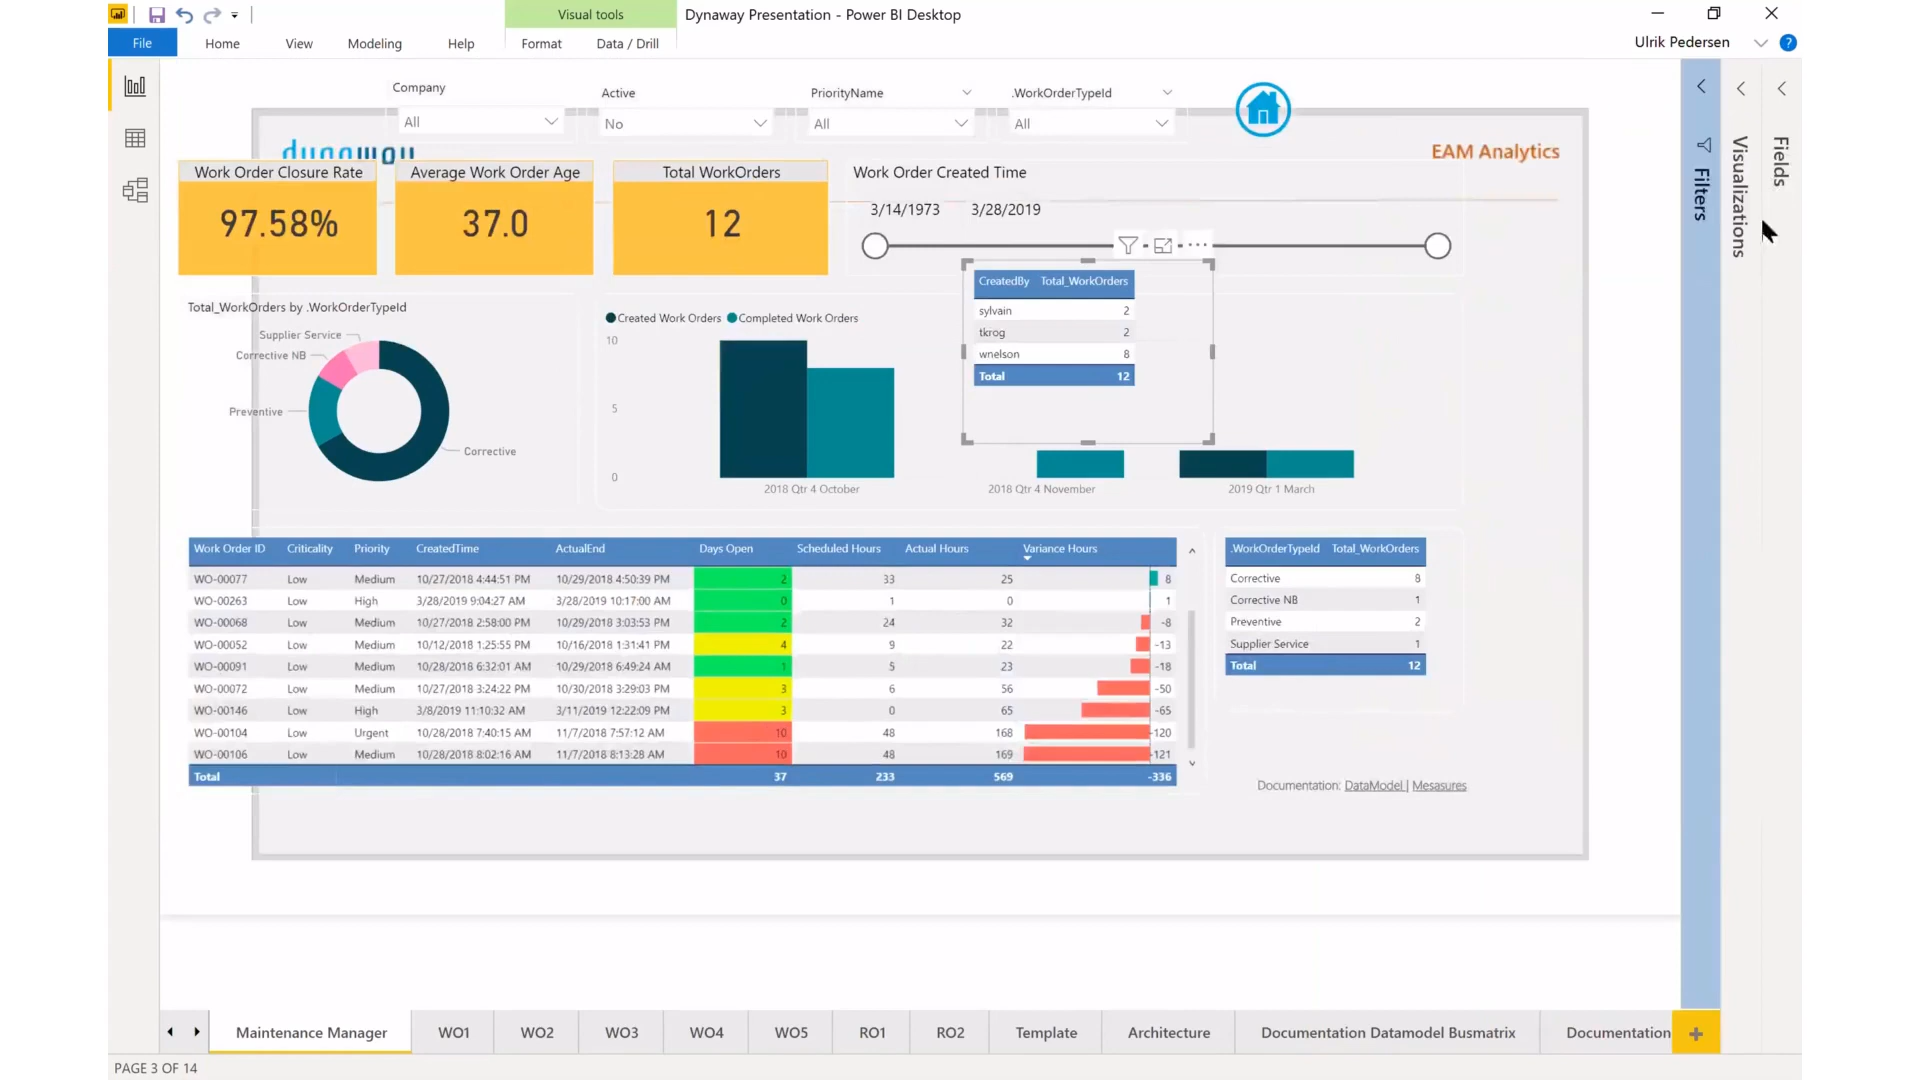 Visual tools
Dynaway Presentation - Power BI Desktop
File
Home
View
Modeling
Help
Format
Data / Drill
Ulrik Pedersen
?
Company
All
Active
No
PriorityName
All
.WorkOrderTypeId
All
dynaway
EAM Analytics
Work Order Closure Rate
97.58%
Average Work Order Age
37.0
Total WorkOrders
12
Work Order Created Time
3/14/1973 3/28/2019
Filters
Visualizations
Fields
Total_WorkOrders by .WorkOrderTypeId
Supplier Service
Corrective NB
Preventive
Corrective
Created Work Orders Completed Work Orders
10
5
0
2018 Qtr 4 October
2018 Qtr 4 November
2019 Qtr 1 March
CreatedBy Total_WorkOrders
sylvain 2
tkrog 2
wnelson 8
Total 12
Work Order ID Criticality Priority CreatedTime ActualEnd Days Open Scheduled Hours Actual Hours Variance Hours
WO-00077 Low Medium 10/27/2018 4:44:51 PM 10/29/2018 4:50:39 PM 2 33 25 8
WO-00263 Low High 3/28/2019 9:04:27 AM 3/28/2019 10:17:00 AM 0 1 0 1
WO-00068 Low Medium 10/27/2018 2:58:00 PM 10/29/2018 3:03:53 PM 2 24 32 -8
WO-00052 Low Medium 10/12/2018 1:25:55 PM 10/16/2018 1:31:41 PM 4 9 22 -13
WO-00091 Low Medium 10/28/2018 6:32:01 AM 10/29/2018 6:49:24 AM 1 5 23 -18
WO-00072 Low Medium 10/27/2018 3:24:22 PM 10/30/2018 3:29:03 PM 3 6 56 -50
WO-00146 Low High 3/8/2019 11:10:32 AM 3/11/2019 12:22:09 PM 3 0 65 -65
WO-00104 Low Urgent 10/28/2018 7:40:15 AM 11/7/2018 7:57:12 AM 10 48 168 -120
WO-00106 Low Medium 10/28/2018 8:02:16 AM 11/7/2018 8:13:28 AM 10 48 169 -121
Total 37 233 569 -336
.WorkOrderTypeId Total_WorkOrders
Corrective 8
Corrective NB 1
Preventive 2
Supplier Service 1
Total 12
Documentation: DataModel | Mesasures
Maintenance Manager
WO1
WO2
WO3
WO4
WO5
RO1
RO2
Template
Architecture
Documentation Datamodel Busmatrix
Documentation
+
PAGE 3 OF 14